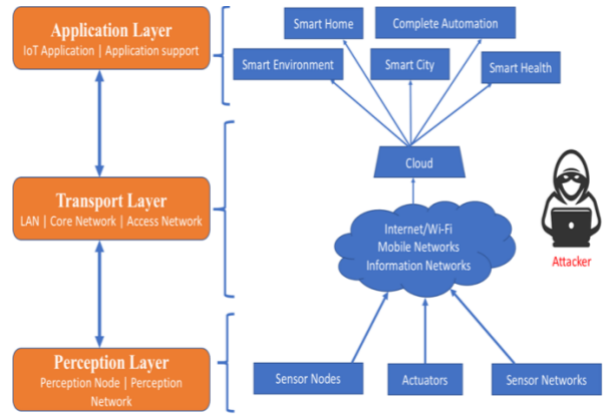 Application Layer
IoT Application | Application support
Smart Home
Complete Automation
Smart Environment
Smart City
Smart Health
Cloud
Transport Layer
LAN | Core Network | Access Network
Internet/Wi-Fi
Mobile Networks
Information Networks
Attacker
Perception Layer
Perception Node | Perception
Network
Sensor Nodes
Actuators
Sensor Networks